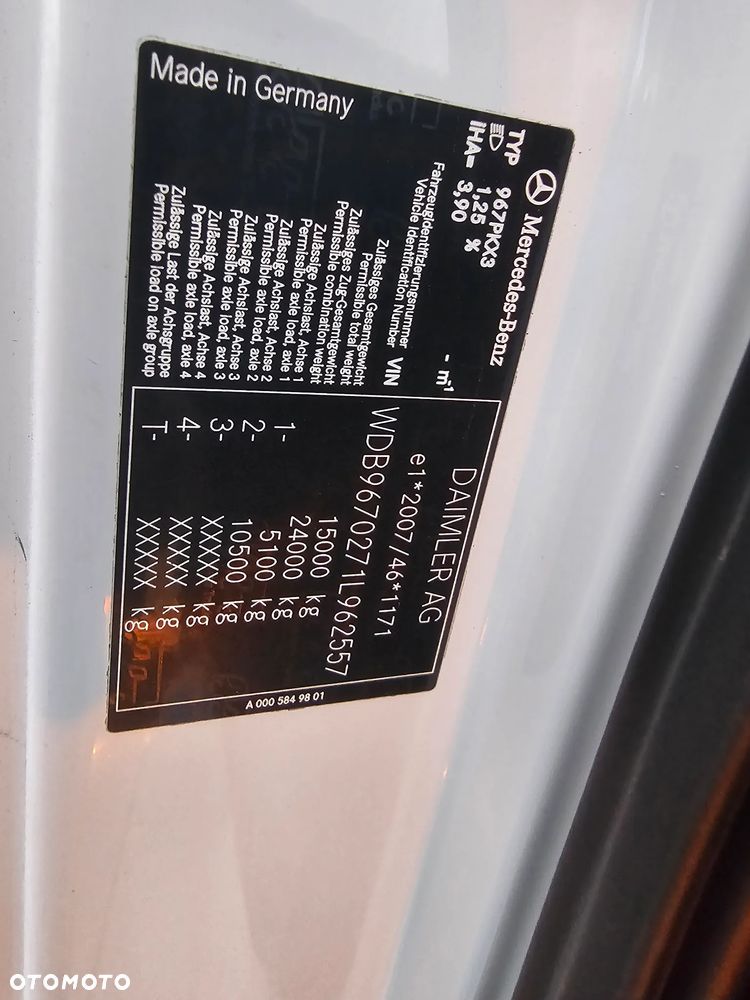 Mercedes-Benz
TYP 967PKX3
1,25 %
iHA= 3,90
- m⁻¹
DAIMLER AG
e1*2007/46*1171
Fahrzeugidentifizierungsnummer
Vehicle Identification Number VIN WDB9670271L962557
Zulässiges Gesamtgewicht
Permissible total weight 15000 kg
Zulässiges Zug-Gesamtgewicht
Permissible combination weight 24000 kg
Zulässige Achslast, Achse 1
Permissible axle load, axle 1 1- 5100 kg
Zulässige Achslast, Achse 2
Permissible axle load, axle 2 2- 10500 kg
Zulässige Achslast, Achse 3
Permissible axle load, axle 3 3- XXXXX kg
Zulässige Achslast, Achse 4
Permissible axle load, axle 4 4- XXXXX kg
Zulässige Last der Achsgruppe
Permissible load on axle group T- XXXXX kg
Made in Germany
A 000 584 98 01
OTOMOTO